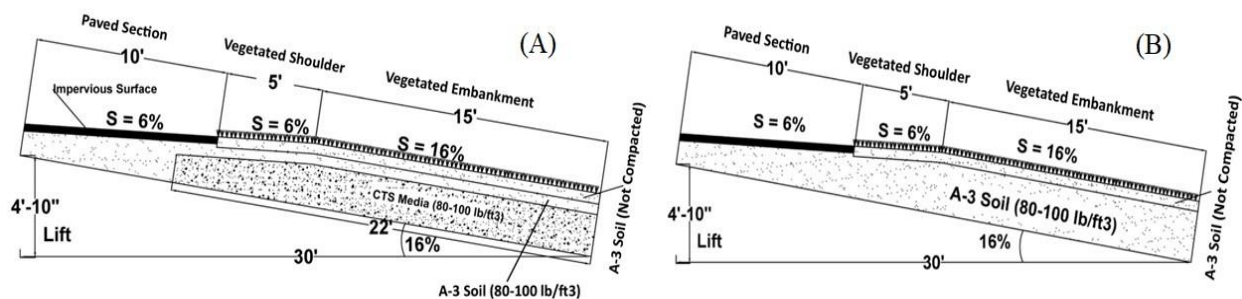 (A)
Paved Section
10'
Vegetated Shoulder
5'
Vegetated Embankment
15'
Impervious Surface
S = 6%
S = 6%
S = 16%
CTS Media (80-100 lb/ft3)
22'
4'-10"
Lift
16%
30'
A-3 Soil (80-100 lb/ft3)
A-3 Soil (Not Compacted)
(B)
Paved Section
10'
Vegetated Shoulder
5'
Vegetated Embankment
15'
S = 6%
S = 6%
S = 16%
A-3 Soil (80-100 lb/ft3)
4'-10"
Lift
16%
30'
A-3 Soil (Not Compacted)